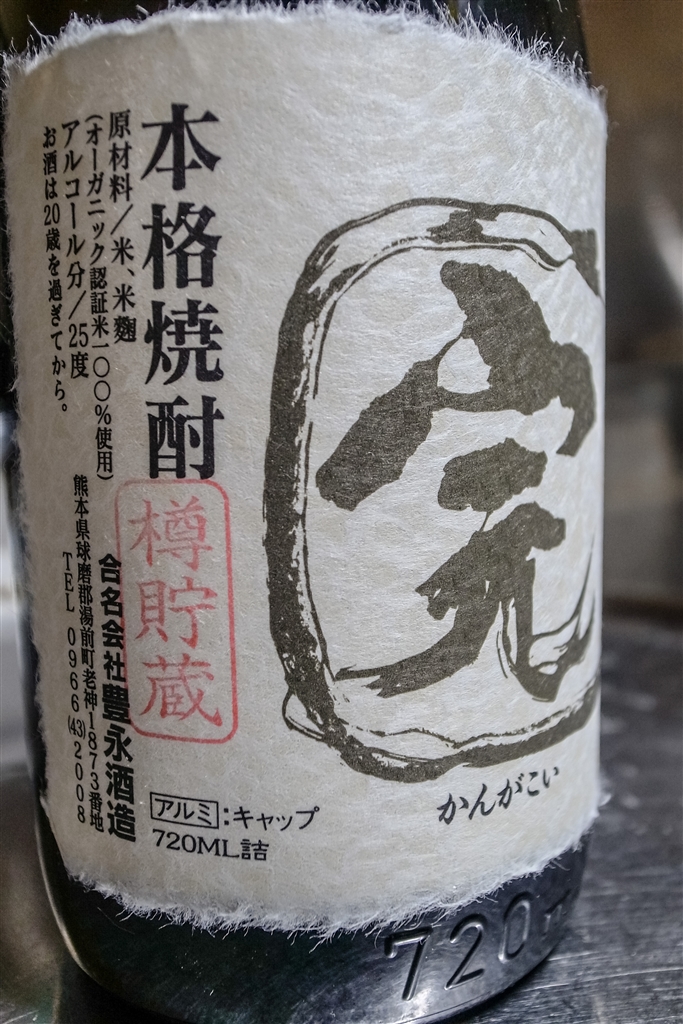 本格焼酎
原材料／米、米麹
(オーガニック認証米一〇〇%使用)
アルコール分／25度
お酒は20歳を過ぎてから。
樽貯蔵
合名会社豊永酒造
熊本県球磨郡湯前町老神1873番地
TEL 0966(43)2008
アルミ:キャップ
720ML詰
かんがこい
720